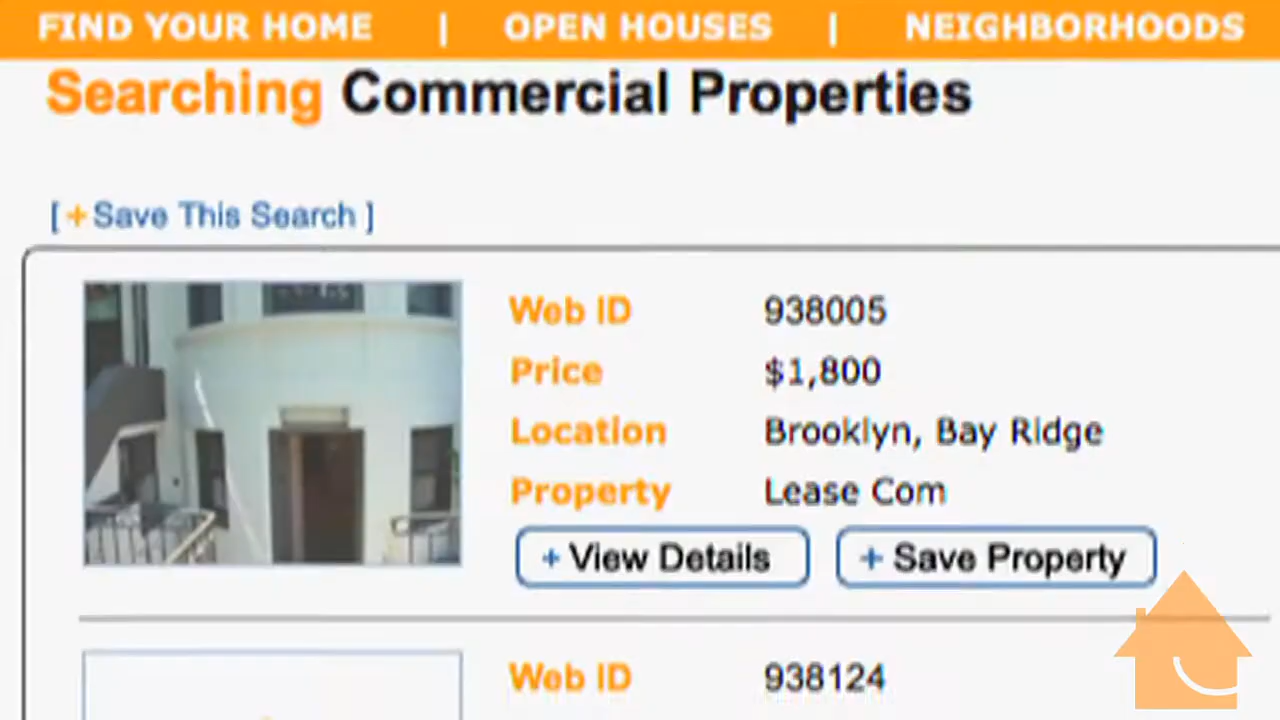 FIND YOUR HOME | OPEN HOUSES | NEIGHBORHOODS
Searching Commercial Properties
[ + Save This Search ]
Web ID 938005
Price $1,800
Location Brooklyn, Bay Ridge
Property Lease Com
+ View Details + Save Property
Web ID 938124